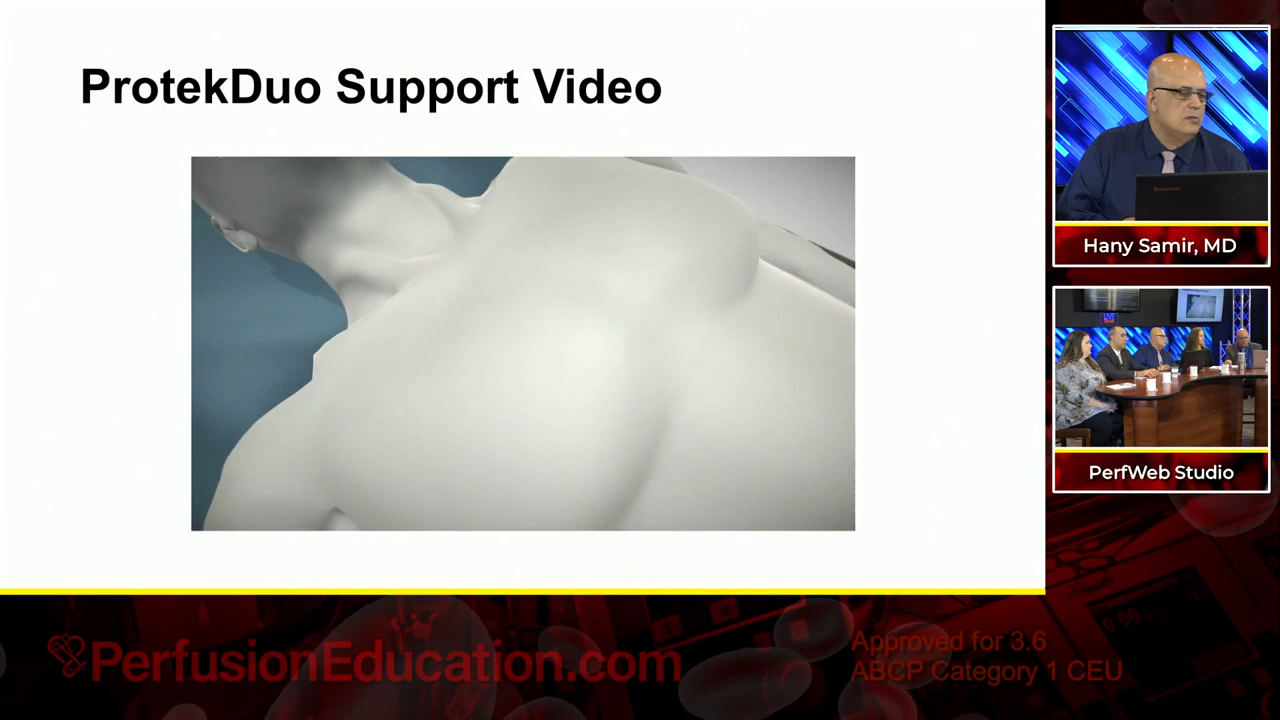 ProtekDuo Support Video
Hany Samir, MD
PerfWeb Studio
PerfusionEducation.com
Approved for 3.6
ABCP Category 1 CEU